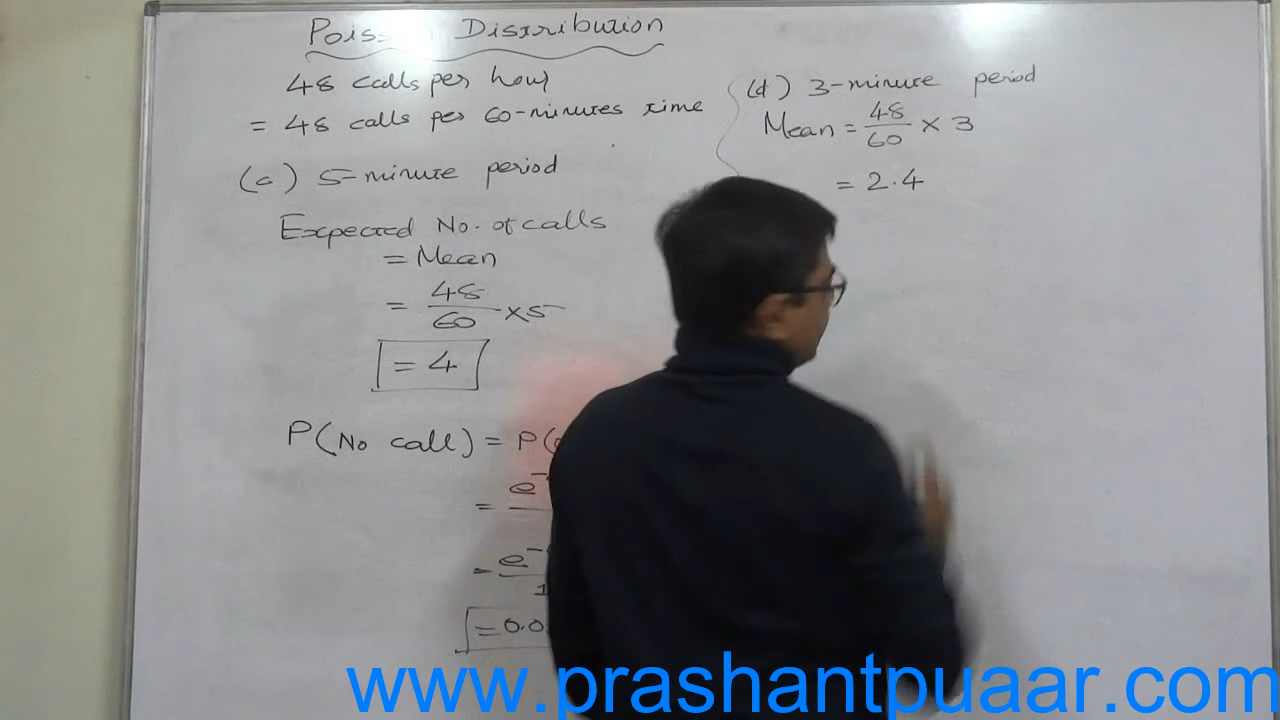 Distribution
48 calls per hour
= 48 calls per 60-minutes time
(c) 5-minute period
Expected No. of calls
= Mean
= 48/60 × 5
= 4
P(No call) = P(
= e-
= e-
1
= 0.0
(d) 3-minute period
Mean = 48/60 × 3
= 2.4
www.prashantpuaar.com